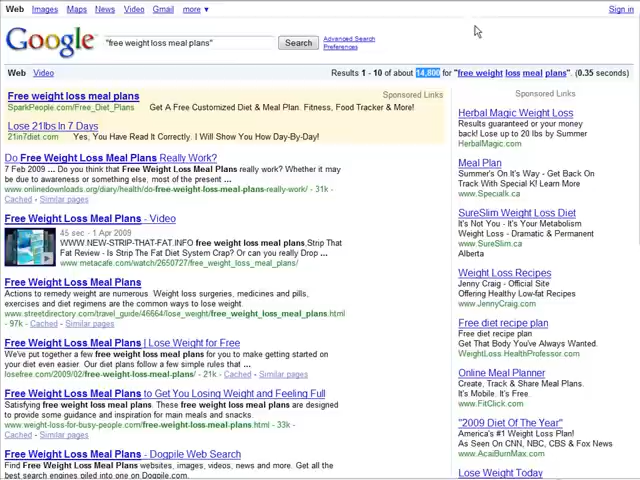 Web Images Maps News Video Gmail more ▼ Sign in
Google "free weight loss meal plans" Search Advanced Search
Preferences
Web Video Results 1 - 10 of about 14,800 for "free weight loss meal plans". (0.35 seconds)
Free weight loss meal plans Sponsored Links
SparkPeople.com/Free_Diet_Plans Get A Free Customized Diet & Meal Plan. Fitness, Food Tracker & More!
Lose 21lbs In 7 Days
21in7diet.com Yes, You Have Read It Correctly. I Will Show You How Day-By-Day!
Do Free Weight Loss Meal Plans Really Work?
7 Feb 2009 ... Do you think that Free Weight Loss Meal Plans really work? Whether it may
be due to awareness or something else, most of the present ...
www.onlinedownloads.org/diary/health/do-free-weight-loss-meal-plans-really-work/ - 31k -
Cached - Similar pages
Free Weight Loss Meal Plans - Video
45 sec - 1 Apr 2009
WWW.NEW-STRIP-THAT-FAT.INFO free weight loss meal plans,Strip That
Fat Review - Is Strip The Fat Diet System Crap? Or can you really Drop ...
www.metacafe.com/watch/2650727/free_weight_loss_meal_plans/
Free Weight Loss Meal Plans
Actions to remedy weight are numerous. Weight loss surgeries, medicines and pills,
exercises and diet regimens are the common ways to lose weight.
www.streetdirectory.com/travel_guide/46664/lose_weight/free_weight_loss_meal_plans.html
- 97k - Cached - Similar pages
Free Weight Loss Meal Plans | Lose Weight for Free
We've put together a few free weight loss meal plans for you to make getting started on
your diet even easier. Our diet plans follow a few simple rules that ...
losefree.com/2009/02/free-weight-loss-meal-plans/ - 21k - Cached - Similar pages
Free Weight Loss Meal Plans to Get You Losing Weight and Feeling Full
Satisfying free weight loss meal plans. These free weight loss meal plans are designed
to provide some guidance and inspiration for main meals and snacks.
www.weight-loss-for-busy-people.com/free-weight-loss-meal-plans.html - 33k -
Cached - Similar pages
Free Weight Loss Meal Plans - Dogpile Web Search
Find Free Weight Loss Meal Plans websites, images, videos, news and more. Get all the
best search engines piled into one on Dogpile.com.
Sponsored Links
Herbal Magic Weight Loss
Results guaranteed or your money
back! Lose up to 20 lbs by Summer
HerbalMagic.com
Meal Plan
Summer's On It's Way - Get Back On
Track With Special K! Learn More
www.Specialk.ca
SureSlim Weight Loss Diet
It's Not You - It's Your Metabolism
Weight Loss - Dramatic & Permanent
www.SureSlim.ca
Alberta
Weight Loss Recipes
Jenny Craig - Official Site
Offering Healthy Low-fat Recipes
www.JennyCraig.com
Free diet recipe plan
Free diet recipe plan
Get That Body You've Always Wanted.
WeightLoss.HealthProfessor.com
Online Meal Planner
Create, Track & Share Meal Plans.
It's Mobile. It's Free.
www.FitClick.com
"2009 Diet Of The Year"
America's #1 Weight Loss Plan!
As Seen On CNN, NBC, CBS & Fox News
www.AcaiBurnMax.com
Lose Weight Today